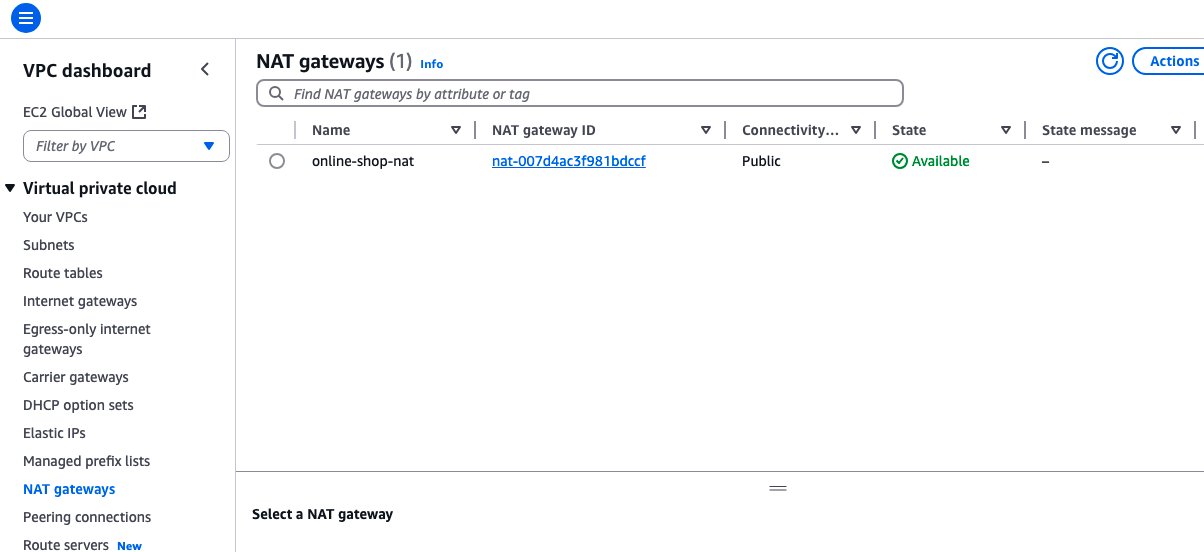 VPC dashboard
EC2 Global View
Filter by VPC
Virtual private cloud
Your VPCs
Subnets
Route tables
Internet gateways
Egress-only internet
gateways
Carrier gateways
DHCP option sets
Elastic IPs
Managed prefix lists
NAT gateways
Peering connections
Route servers New
NAT gateways (1) Info
Actions
Find NAT gateways by attribute or tag
Name NAT gateway ID Connectivity... State State message
online-shop-nat nat-007d4ac3f981bdccf Public Available –
Select a NAT gateway